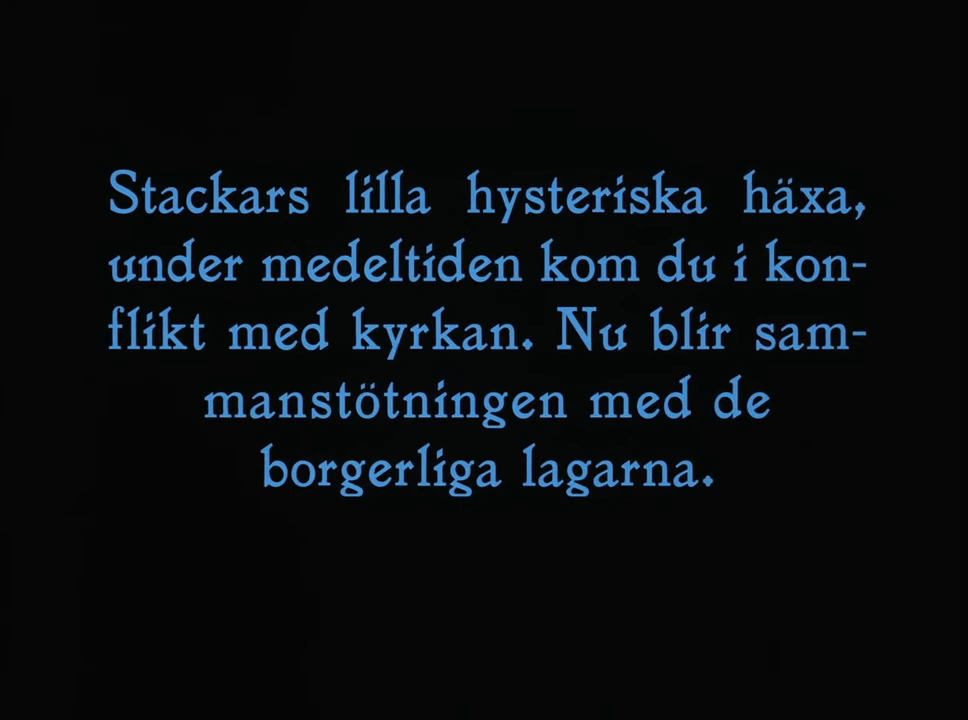 Stackars lilla hysteriska häxa,
under medeltiden kom du i kon-
flikt med kyrkan. Nu blir sam-
manstötningen med de
borgerliga lagarna.